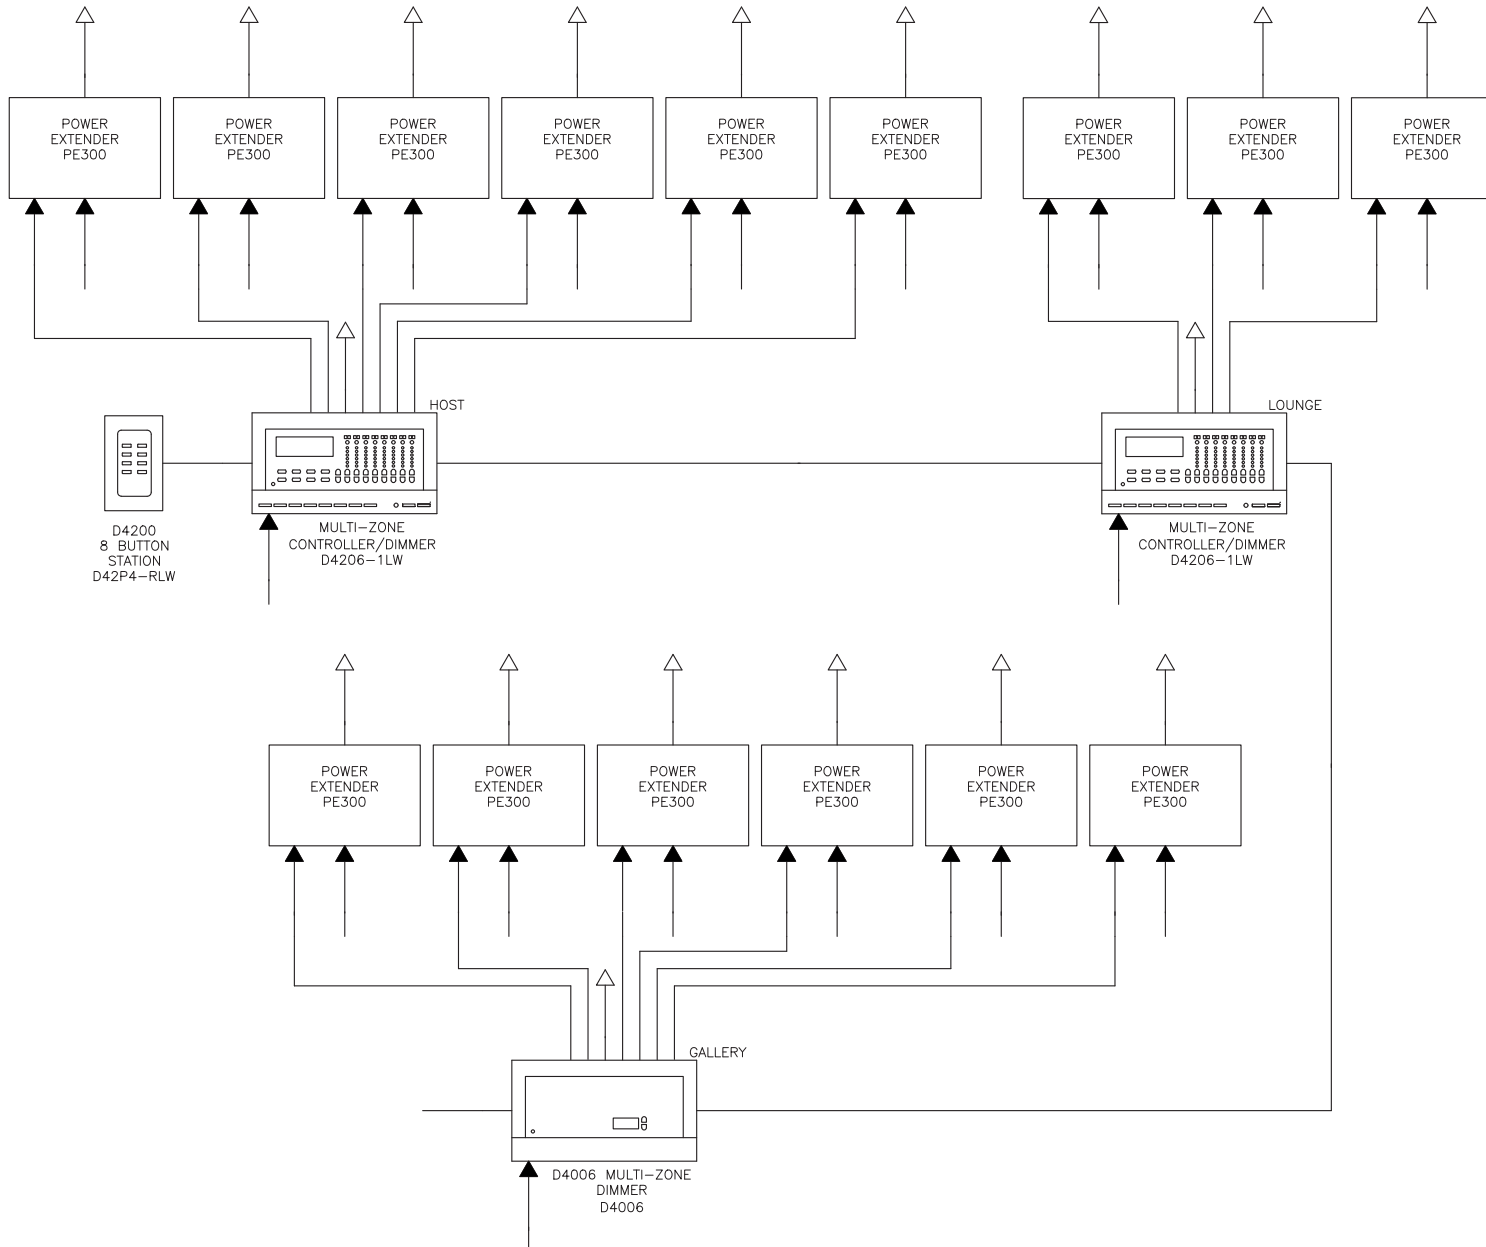 POWER
EXTENDER
PE300
POWER
EXTENDER
PE300
POWER
EXTENDER
PE300
POWER
EXTENDER
PE300
POWER
EXTENDER
PE300
POWER
EXTENDER
PE300
POWER
EXTENDER
PE300
POWER
EXTENDER
PE300
POWER
EXTENDER
PE300
HOST
LOUNGE
D4200
8 BUTTON
STATION
D42P4-RLW
MULTI-ZONE
CONTROLLER/DIMMER
D4206-1LW
MULTI-ZONE
CONTROLLER/DIMMER
D4206-1LW
POWER
EXTENDER
PE300
POWER
EXTENDER
PE300
POWER
EXTENDER
PE300
POWER
EXTENDER
PE300
POWER
EXTENDER
PE300
POWER
EXTENDER
PE300
GALLERY
D4006 MULTI-ZONE
DIMMER
D4006